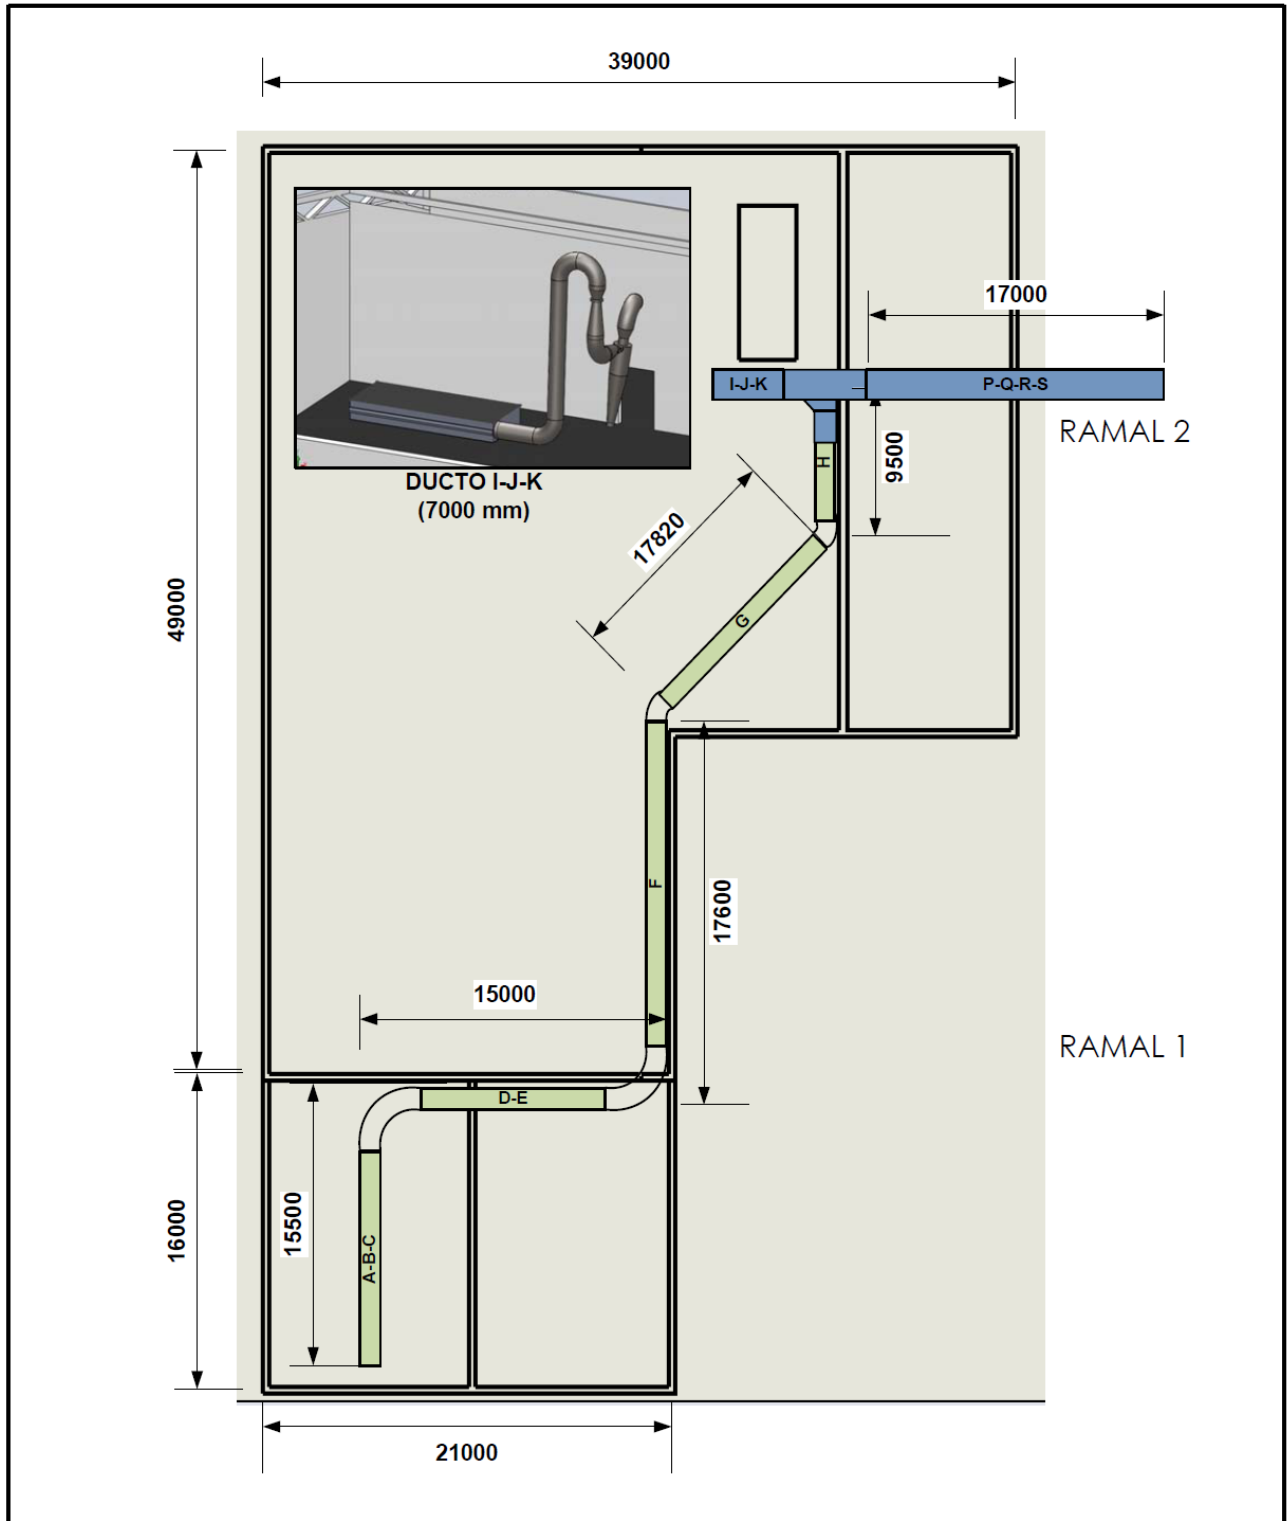 39000
17000
I-J-K
P-Q-R-S
RAMAL 2
H
9500
DUCTO I-J-K
(7000 mm)
17820
49000
G
F
17600
15000
RAMAL 1
D-E
16000
15500
A-B-C
21000